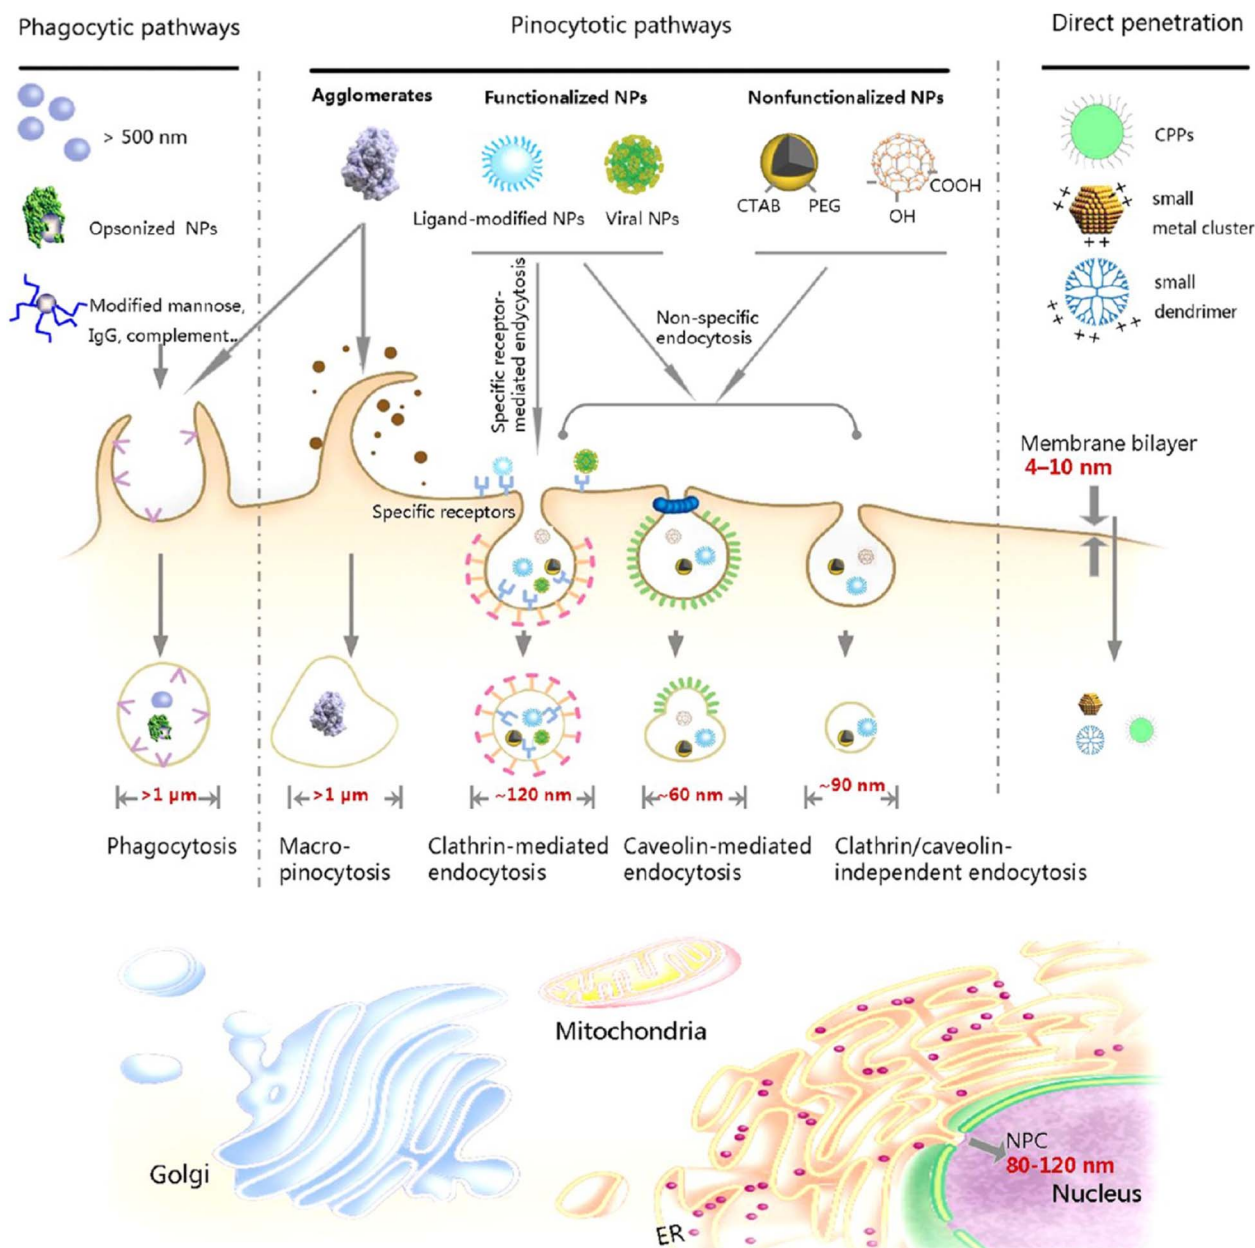 Phagocytic pathways
Pinocytotic pathways
Direct penetration
> 500 nm
Opsonized NPs
Modified mannose,
IgG, complement..
Agglomerates
Functionalized NPs
Nonfunctionalized NPs
Ligand-modified NPs
Viral NPs
CTAB
PEG
OH
COOH
CPPs
++
++
++
small
metal cluster
small
dendrimer
++
++
++
Specific receptor-
mediated endycytosis
Non-specific
endocytosis
Specific receptors
Membrane bilayer
4–10 nm
>1 μm
>1 μm
~120 nm
~60 nm
~90 nm
Phagocytosis
Macro-
pinocytosis
Clathrin-mediated
endocytosis
Caveolin-mediated
endocytosis
Clathrin/caveolin-
independent endocytosis
Mitochondria
Golgi
ER
NPC
80-120 nm
Nucleus